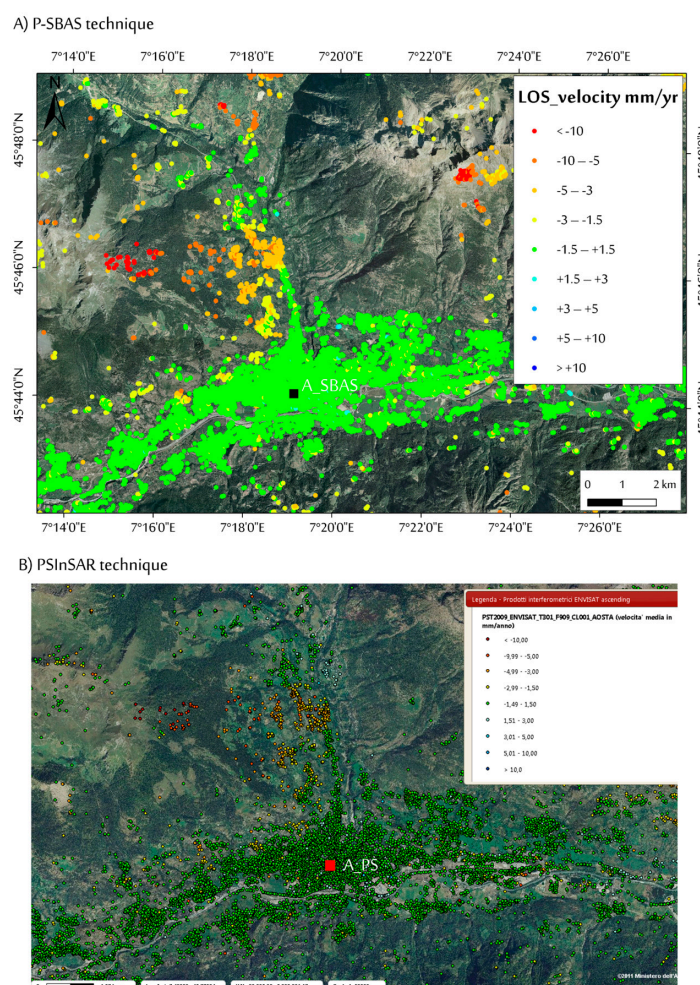 A) P-SBAS technique
7°14'0"E 7°16'0"E 7°18'0"E 7°20'0"E 7°22'0"E 7°24'0"E 7°26'0"E
N
LOS_velocity mm/yr
< -10
-10 – -5
-5 – -3
-3 – -1.5
-1.5 – +1.5
+1.5 – +3
+3 – +5
+5 – +10
> +10
45°48'0"N
45°46'0"N
45°44'0"N
A_SBAS
0 1 2 km
7°14'0"E 7°16'0"E 7°18'0"E 7°20'0"E 7°22'0"E 7°24'0"E 7°26'0"E
B) PSInSAR technique
Legenda - Prodotti interferometrici ENVISAT ascending
PST2009_ENVISAT_T101_F909_CL001_AOSTA (velocita' media in
mm/anno)
< -10,00
-9,99 - -5,00
-4,99 - -3,00
-2,99 - -1,50
-1,49 - 1,50
1,51 - 3,00
3,01 - 5,00
5,01 - 10,00
> 10,0
A_PS
©2011 Ministero dell'A